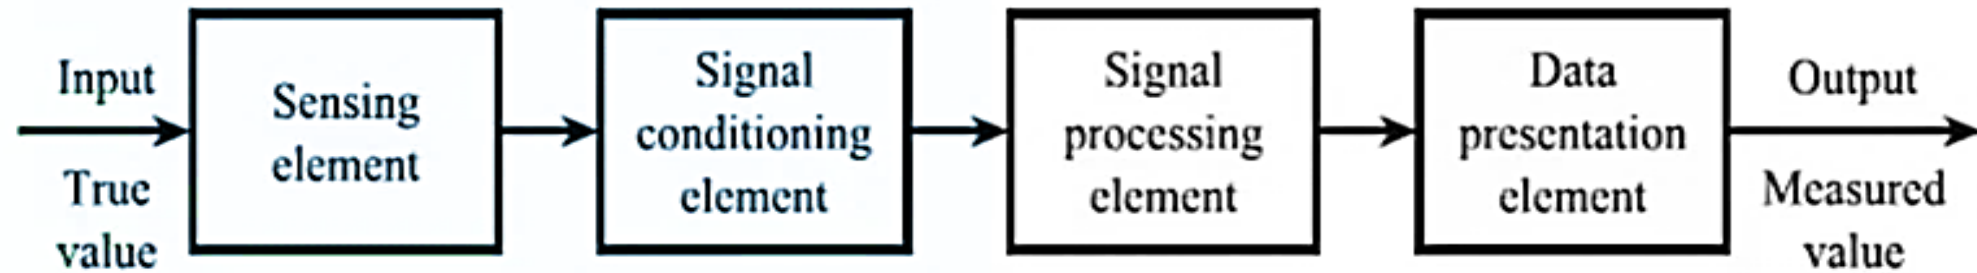 Input
True
value
Sensing
element
Signal
conditioning
element
Signal
processing
element
Data
presentation
element
Output
Measured
value